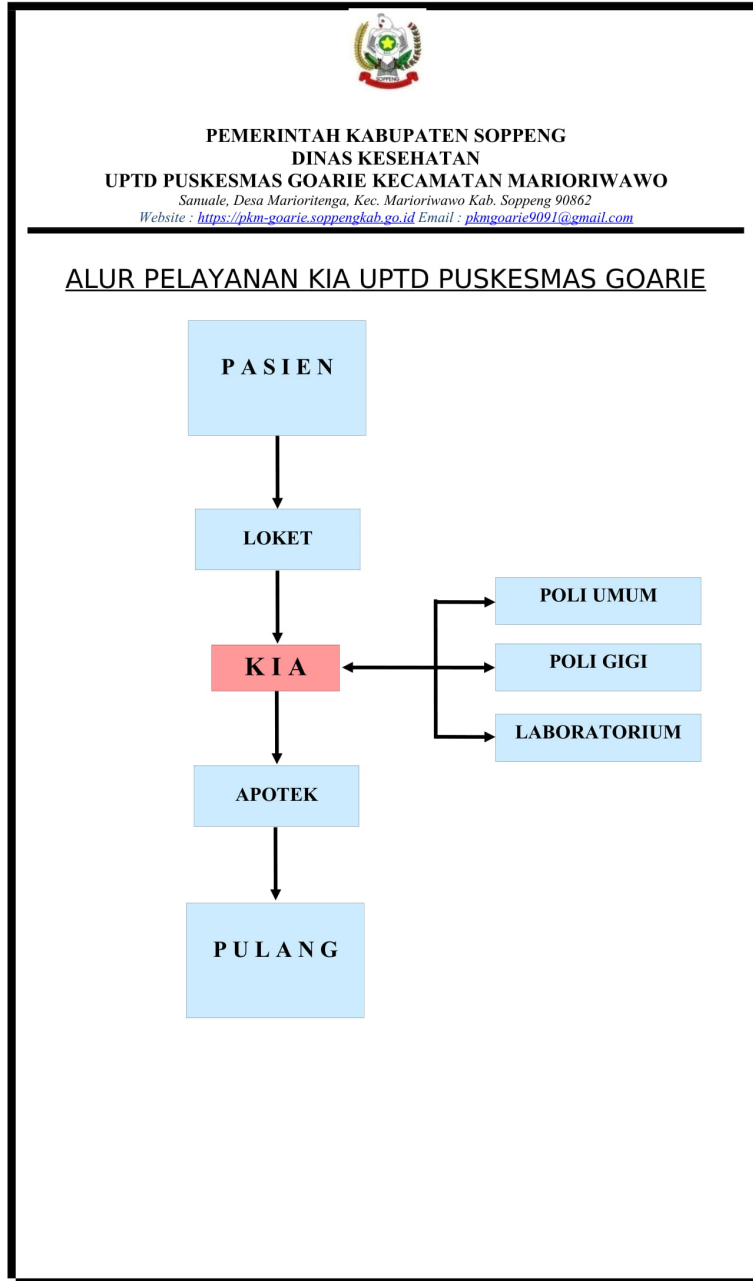 SOPPENG
PEMERINTAH KABUPATEN SOPPENG
DINAS KESEHATAN
UPTD PUSKESMAS GOARIE KECAMATAN MARIORIWAWO
Sanuale, Desa Marioritenga, Kec. Marioriwawo Kab. Soppeng 90862
Website : https://pkm-goarie.soppengkab.go.id Email : pkmgoarie9091@gmail.com
ALUR PELAYANAN KIA UPTD PUSKESMAS GOARIE
P A S I E N
LOKET
POLI UMUM
K I A
POLI GIGI
LABORATORIUM
APOTEK
P U L A N G